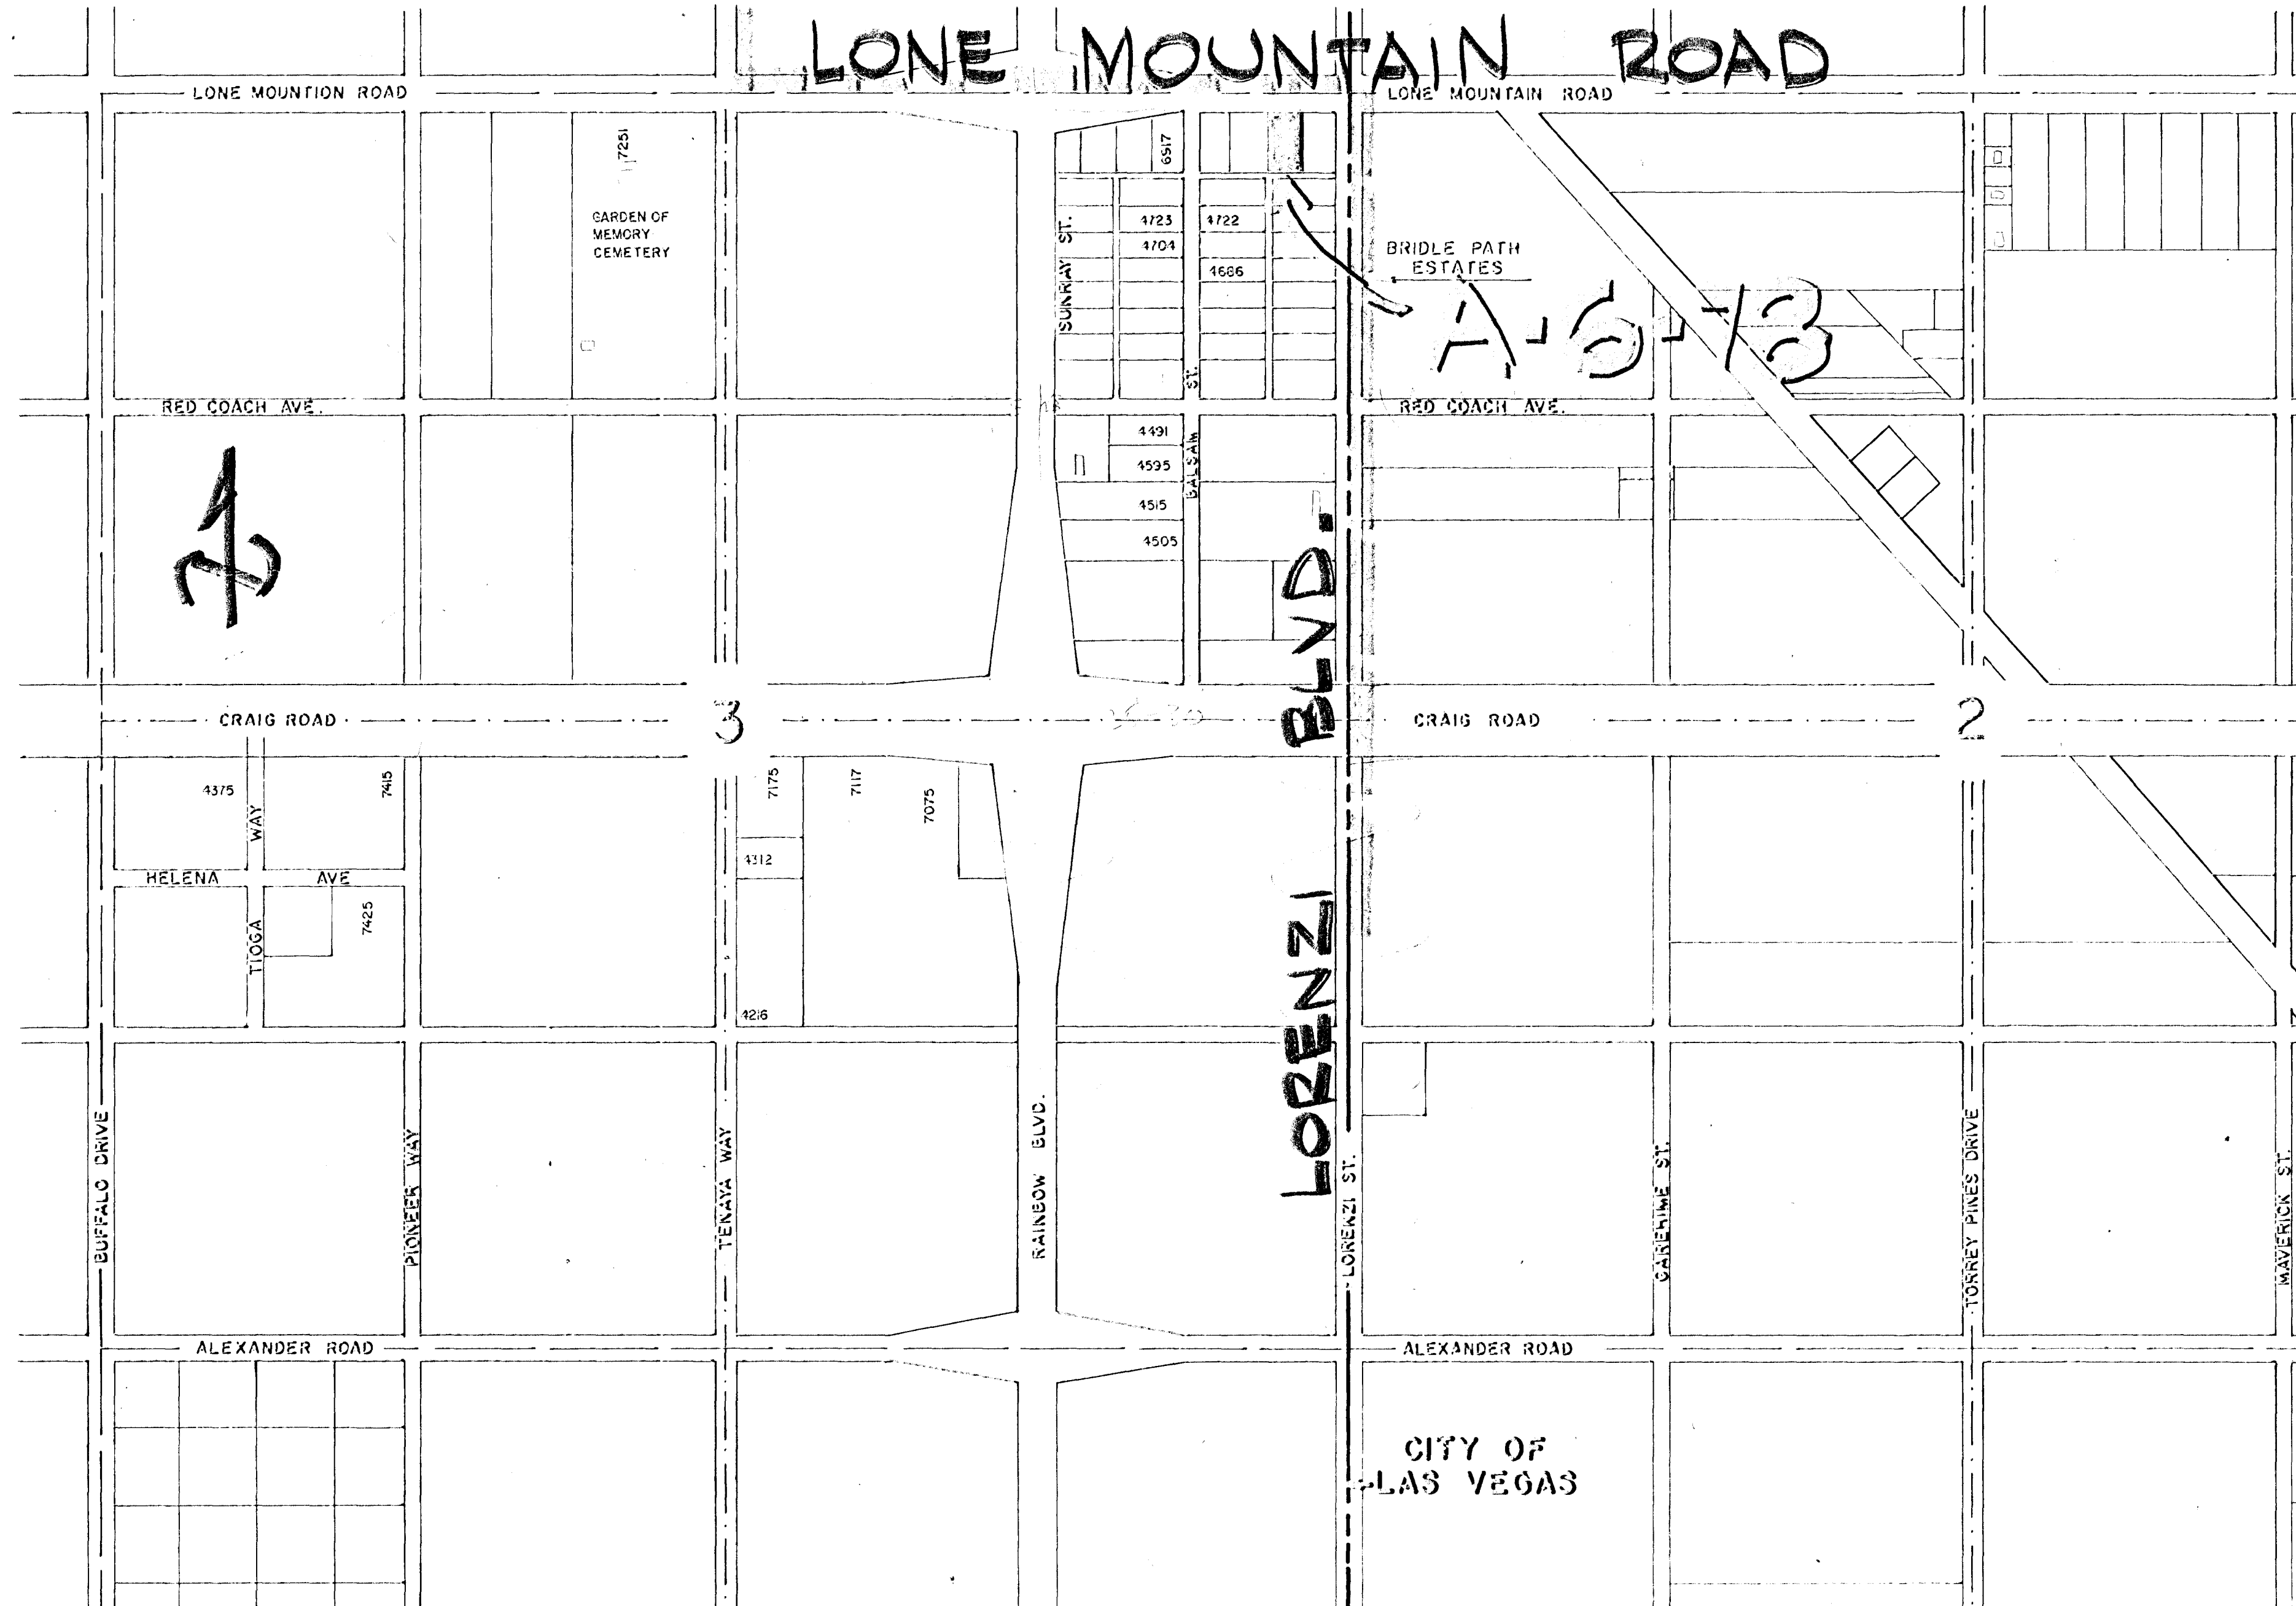 LONE MOUNTAIN ROAD
LONE MOUNTION ROAD
LONE MOUNTAIN ROAD
7251
6917
GARDEN OF
MEMORY
CEMETERY
SUNRAY ST.
4723
4722
4704
4686
BRIDLE PATH
ESTATES
A-6-73
RED COACH AVE.
RED COACH AVE.
BALSAM ST.
4491
4595
4515
4505
N
LORENZI BLVD.
CRAIG ROAD
3
CRAIG ROAD
2
4375
7415
7175
7117
7075
4312
HELENA AVE
TIOGA WAY
7425
4216
BUFFALO DRIVE
PIONEER WAY
TENAYA WAY
RAINBOW BLVD.
LORENZI ST.
CAREHIME ST.
TORREY PINES DRIVE
MAVERICK ST.
ALEXANDER ROAD
ALEXANDER ROAD
CITY OF
LAS VEGAS